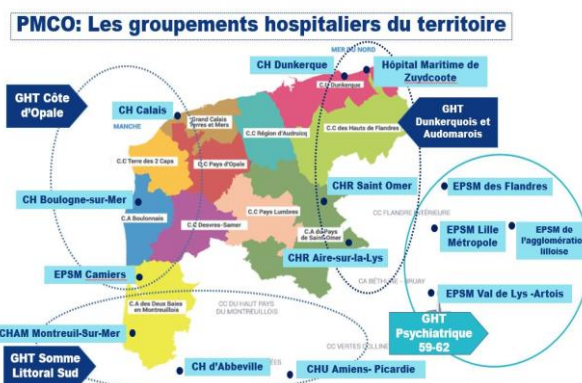 PMCO: Les groupements hospitaliers du territoire
MER DU NORD
CH Dunkerque
Hôpital Maritime de
Zuydcoote
C.U Dunkerque
GHT Côte
d'Opale
CH Calais
MANCHE
Grand Calais
Terres et Mers
C.C Région d'Audruicq
C.C des Hauts de Flandres
GHT
Dunkerquois et
Audomarois
C.C Terre des 2 Caps
C.C Pays d'Opale
CH Boulogne-sur-Mer
C.A Boulonnais
C.C Desvres-Samer
C.C Pays Lumbres
CHR Saint Omer
CC FLANDRE INTÉRIEURE
C.A du Pays
de Saint-Omer
CHR Aire-sur-la-Lys
EPSM des Flandres
EPSM Lille
Métropole
EPSM de
l'agglomération
lilloise
EPSM Camiers
C.A des Deux Baies
en Montreuillois
CC DU HAUT PAYS
DU MONTREUILLOIS
EPSM Val de Lys -Artois
GHT
Psychiatrique
59-62
CHAM Montreuil-Sur-Mer
CC VERTES COLLINES
GHT Somme
Littoral Sud
CH d'Abbeville
CHU Amiens- Picardie